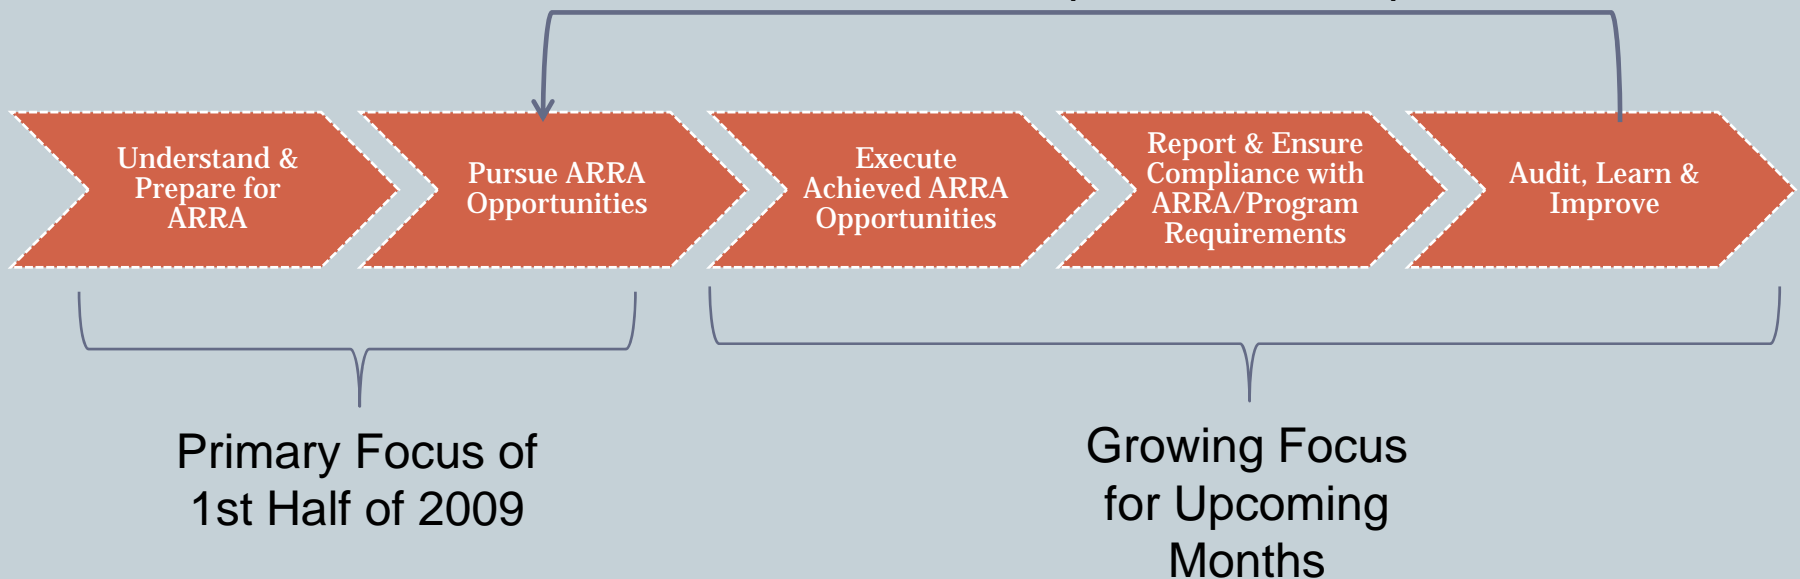 Understand &
Prepare for
ARRA
Pursue ARRA
Opportunities
Execute
Achieved ARRA
Opportunities
Report & Ensure
Compliance with
ARRA/Program
Requirements
Audit, Learn &
Improve
Primary Focus of
1st Half of 2009
Growing Focus
for Upcoming
Months